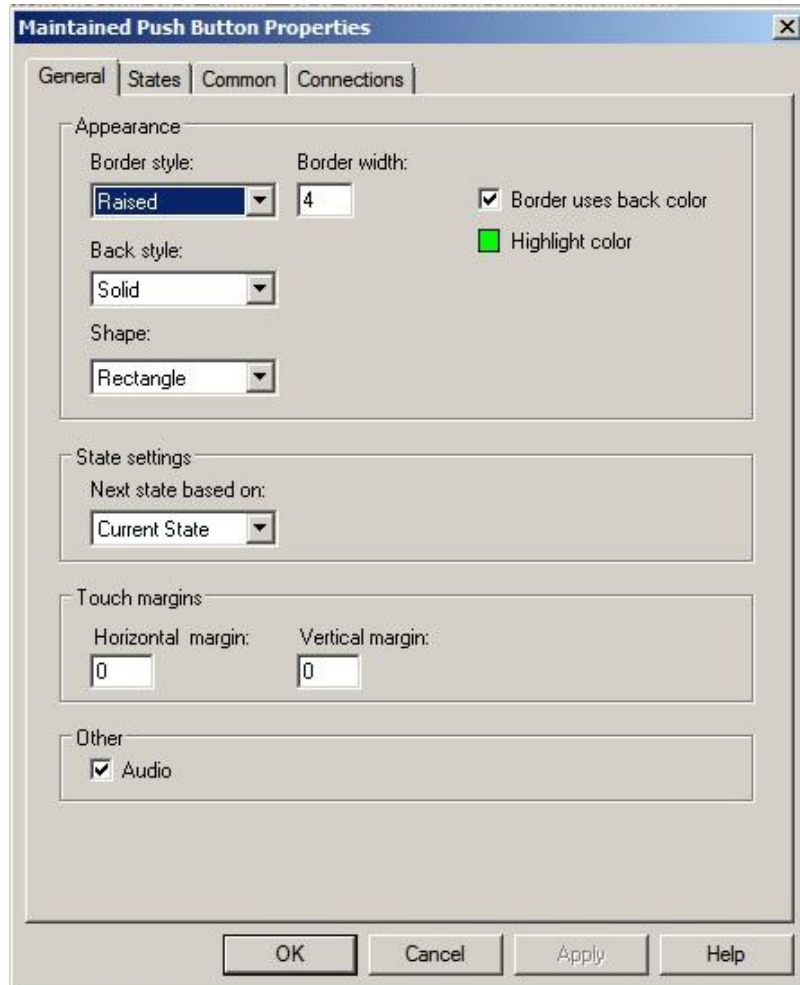 Maintained Push Button Properties
General States Common Connections
Appearance
Border style: Border width:
Raised 4 Border uses back color
Highlight color
Back style:
Solid
Shape:
Rectangle
State settings
Next state based on:
Current State
Touch margins
Horizontal margin: Vertical margin:
0 0
Other
Audio
OK Cancel Apply Help